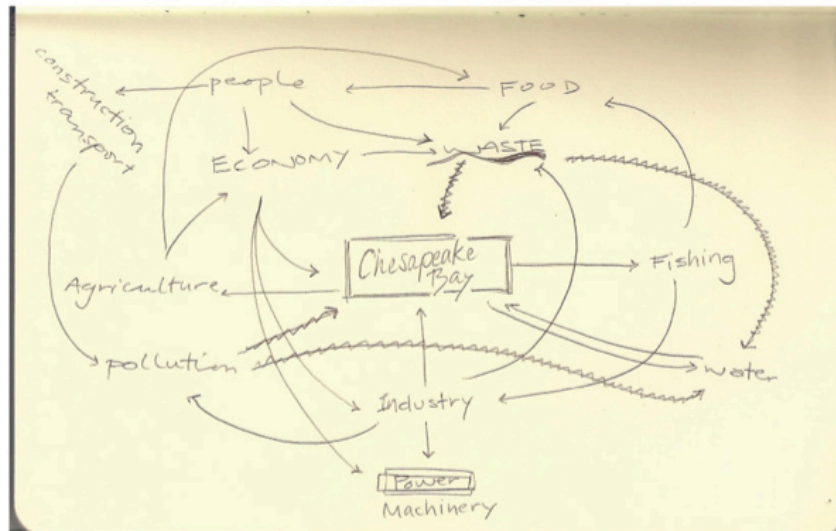 construction
transport
people
FOOD
ECONOMY
WASTE
Chesapeake
Bay
Fishing
Agriculture
pollution
water
Industry
Power
Machinery